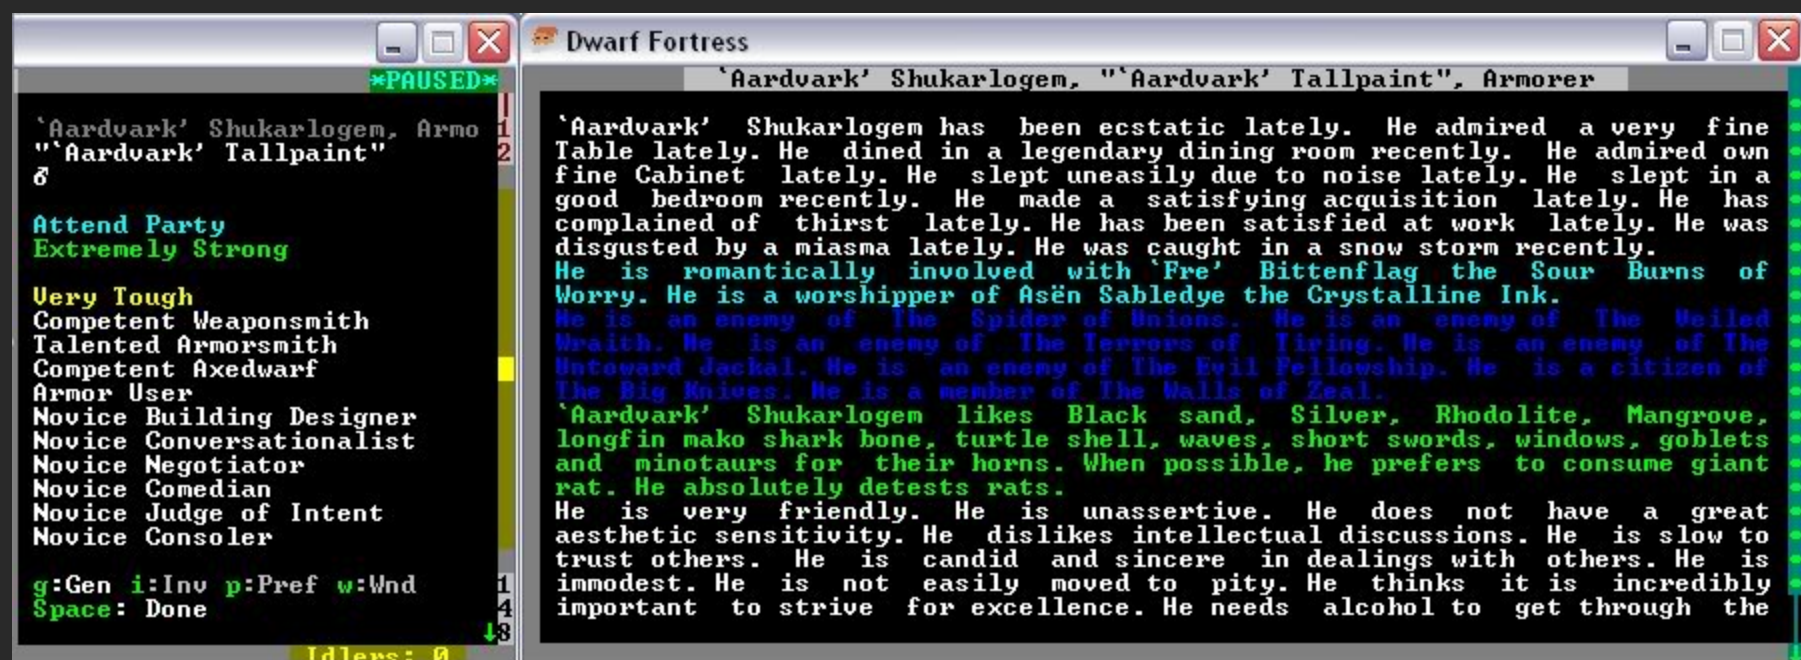 *PAUSED*
`Aardvark' Shukarlogem, Armo
"`Aardvark' Tallpaint"
♂
Attend Party
Extremely Strong
Very Tough
Competent Weaponsmith
Talented Armorsmith
Competent Axedwarf
Armor User
Novice Building Designer
Novice Conversationalist
Novice Negotiator
Novice Comedian
Novice Judge of Intent
Novice Consoler
g:Gen i:Inv p:Pref w:Wnd
Space: Done
1
2
1
4
↓8
Idlers: 0
Dwarf Fortress
`Aardvark' Shukarlogem, "`Aardvark' Tallpaint", Armorer
`Aardvark' Shukarlogem has been ecstatic lately. He admired a very fine
Table lately. He dined in a legendary dining room recently. He admired own
fine Cabinet lately. He slept uneasily due to noise lately. He slept in a
good bedroom recently. He made a satisfying acquisition lately. He has
complained of thirst lately. He has been satisfied at work lately. He was
disgusted by a miasma lately. He was caught in a snow storm recently.
He is romantically involved with `Fre' Bittenflag the Sour Burns of
Worry. He is a worshipper of Asën Sabledye the Crystalline Ink.
He is an enemy of The Spider of Unions. He is an enemy of The Veiled
Wraith. He is an enemy of The Terrors of Tiring. He is an enemy of The
Untoward Jackal. He is an enemy of The Evil Fellowship. He is a citizen of
The Big Knives. He is a member of The Walls of Zeal.
`Aardvark' Shukarlogem likes Black sand, Silver, Rhodolite, Mangrove,
longfin mako shark bone, turtle shell, waves, short swords, windows, goblets
and minotaurs for their horns. When possible, he prefers to consume giant
rat. He absolutely detests rats.
He is very friendly. He is unassertive. He does not have a great
aesthetic sensitivity. He dislikes intellectual discussions. He is slow to
trust others. He is candid and sincere in dealings with others. He is
immodest. He is not easily moved to pity. He thinks it is incredibly
important to strive for excellence. He needs alcohol to get through the